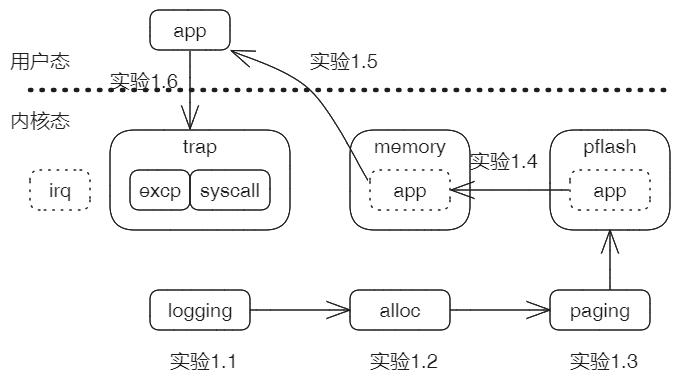 app
用户态
实验1.6
实验1.5
内核态
trap
memory
pflash
实验1.4
irq
excp
syscall
app
app
logging
alloc
paging
实验1.1
实验1.2
实验1.3